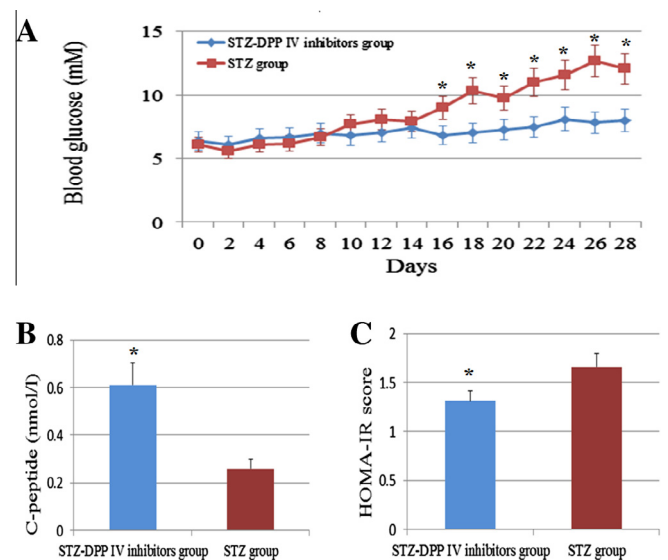 A
STZ-DPP IV inhibitors group
STZ group
Blood glucose (mM)
15
10
5
0
* * * * * * *
0 2 4 6 8 10 12 14 16 18 20 22 24 26 28
Days
B
C-peptide (nmol/l)
0.8
0.6
0.4
0.2
0
*
STZ-DPP IV inhibitors group STZ group
C
HOMA-IR score
2
1.5
1
0.5
0
*
STZ-DPP IV inhibitors group STZ group